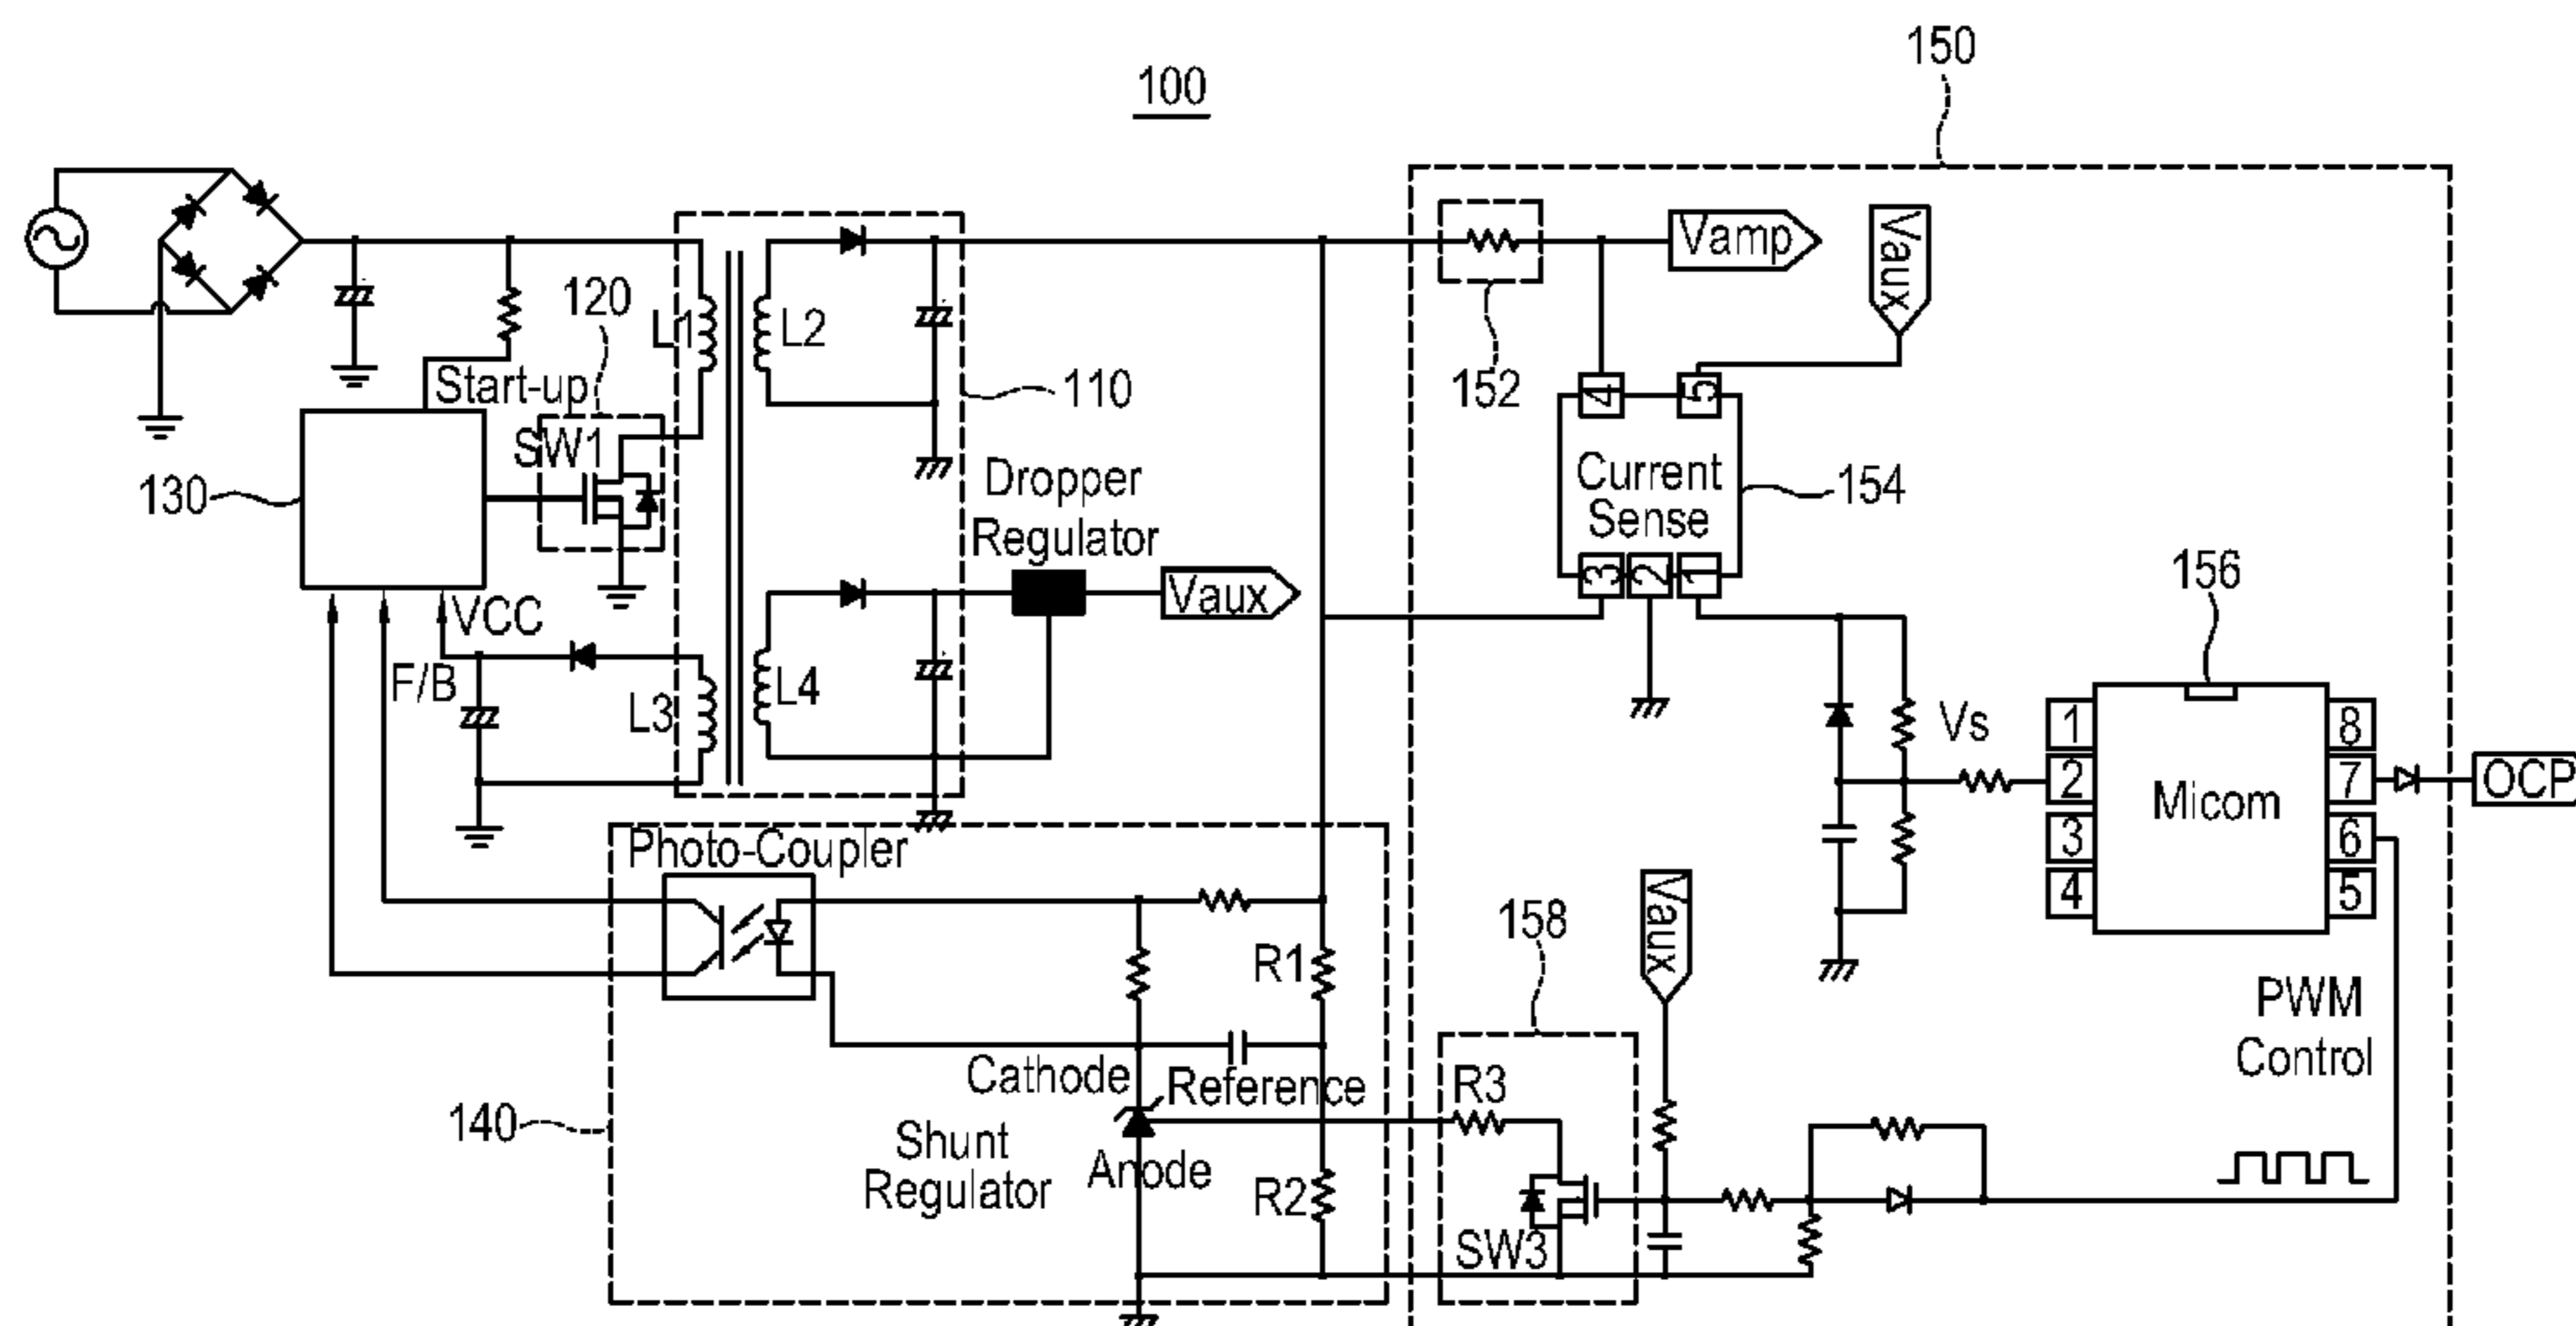 150
100
Vamp
Vaux
120
L1
L2
152
4
5
Start-up
110
SW1
Current
Sense
154
130
Dropper
Regulator
3
2
1
156
VCC
Vaux
F/B
L3
L4
Vs
1
2
3
4
Micom
8
7
6
5
OCP
Photo-Coupler
Vaux
158
R1
PWM
Control
Cathode
Reference
R3
140
Shunt
Regulator
Anode
R2
SW3